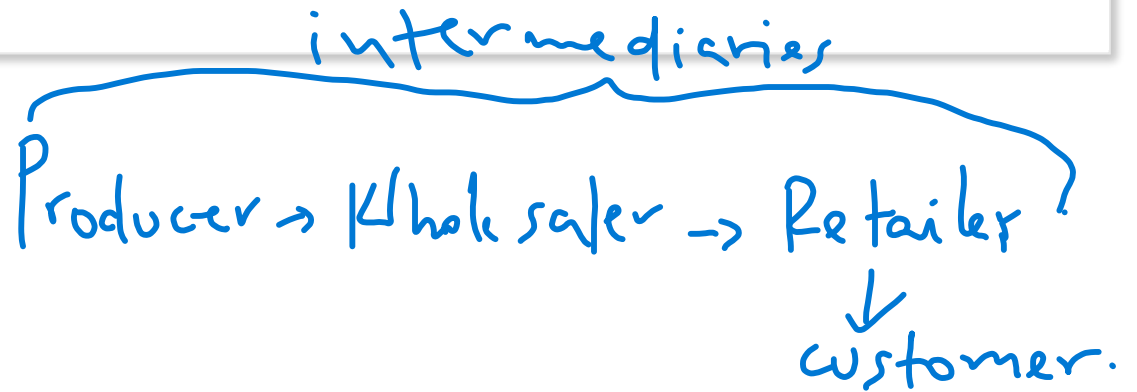 intermediaries
Producer → Wholesaler → Retailer
↓
customer.